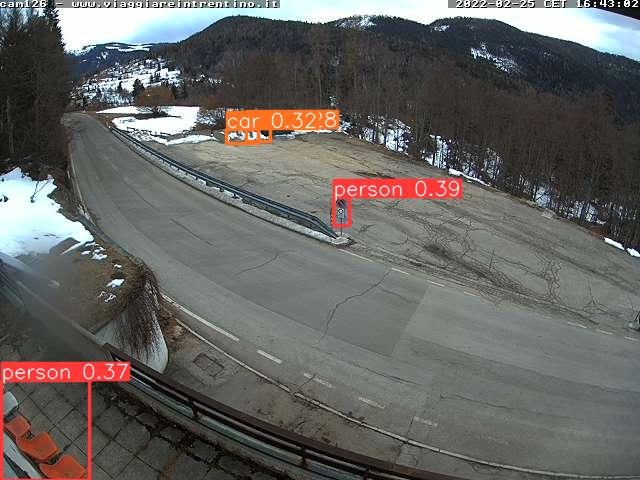 cam126 - www.viaggiareintrentino.it
2022-02-25 CET 16:43:02
car 0.32
8
person 0.39
person 0.37